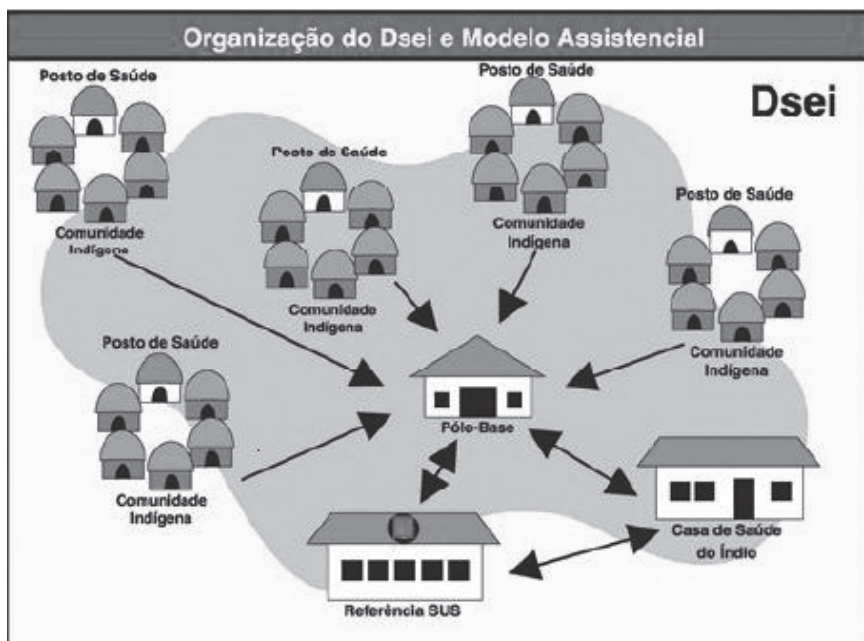 Organização do Dsei e Modelo Assistencial
Dsei
Posto de Saúde
Comunidade
Indígena
Posto de Saúde
Comunidade
Indígena
Posto de Saúde
Comunidade
Indígena
Posto de Saúde
Comunidade
Indígena
Posto de Saúde
Comunidade
Indígena
Pólo-Base
Casa de Saúde
do Índio
Referência SUS